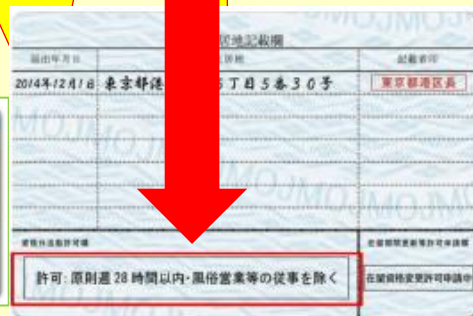 居地記載欄
届出年月日
記載者印
2014年12月1日 東京都港 5丁目5番30号
東京都港区長
MOJMOJ
資格外活動許可欄
在留期間更新等許可申請欄
許可:原則週28時間以内・風俗営業等の従事を除く
在留資格変更許可申請中